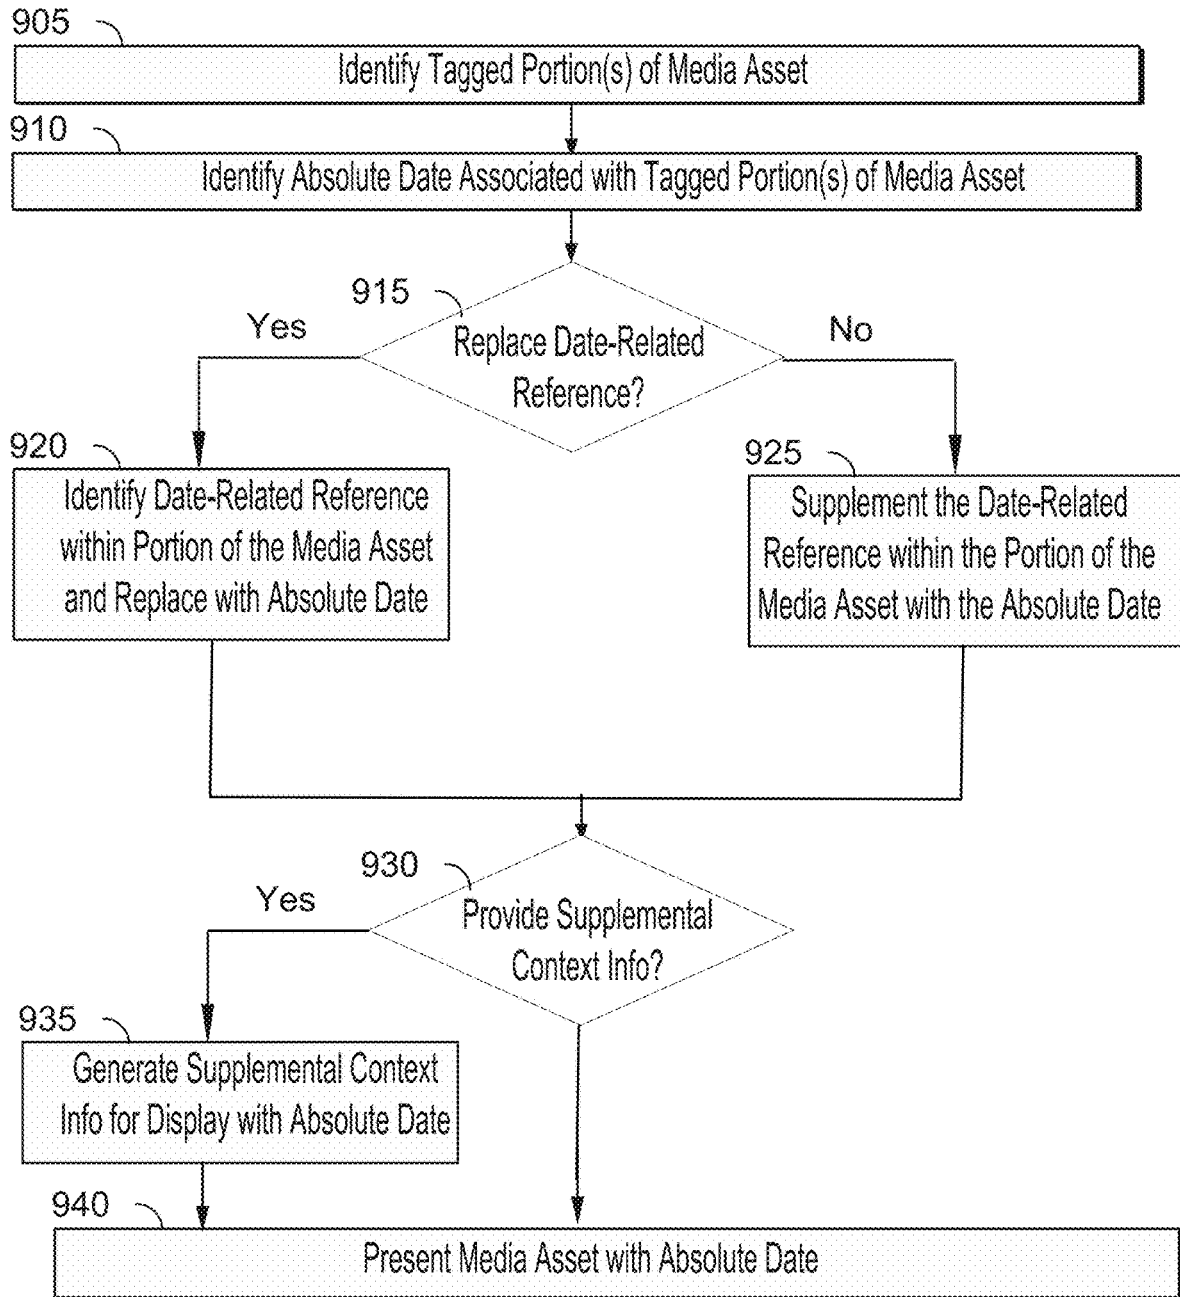 905
Identify Tagged Portion(s) of Media Asset
910
Identify Absolute Date Associated with Tagged Portion(s) of Media Asset
915
Yes
No
Replace Date-Related
Reference?
920
Identify Date-Related Reference
within Portion of the Media Asset
and Replace with Absolute Date
925
Supplement the Date-Related
Reference within the Portion of the
Media Asset with the Absolute Date
930
Yes
Provide Supplemental
Context Info?
935
Generate Supplemental Context
Info for Display with Absolute Date
940
Present Media Asset with Absolute Date